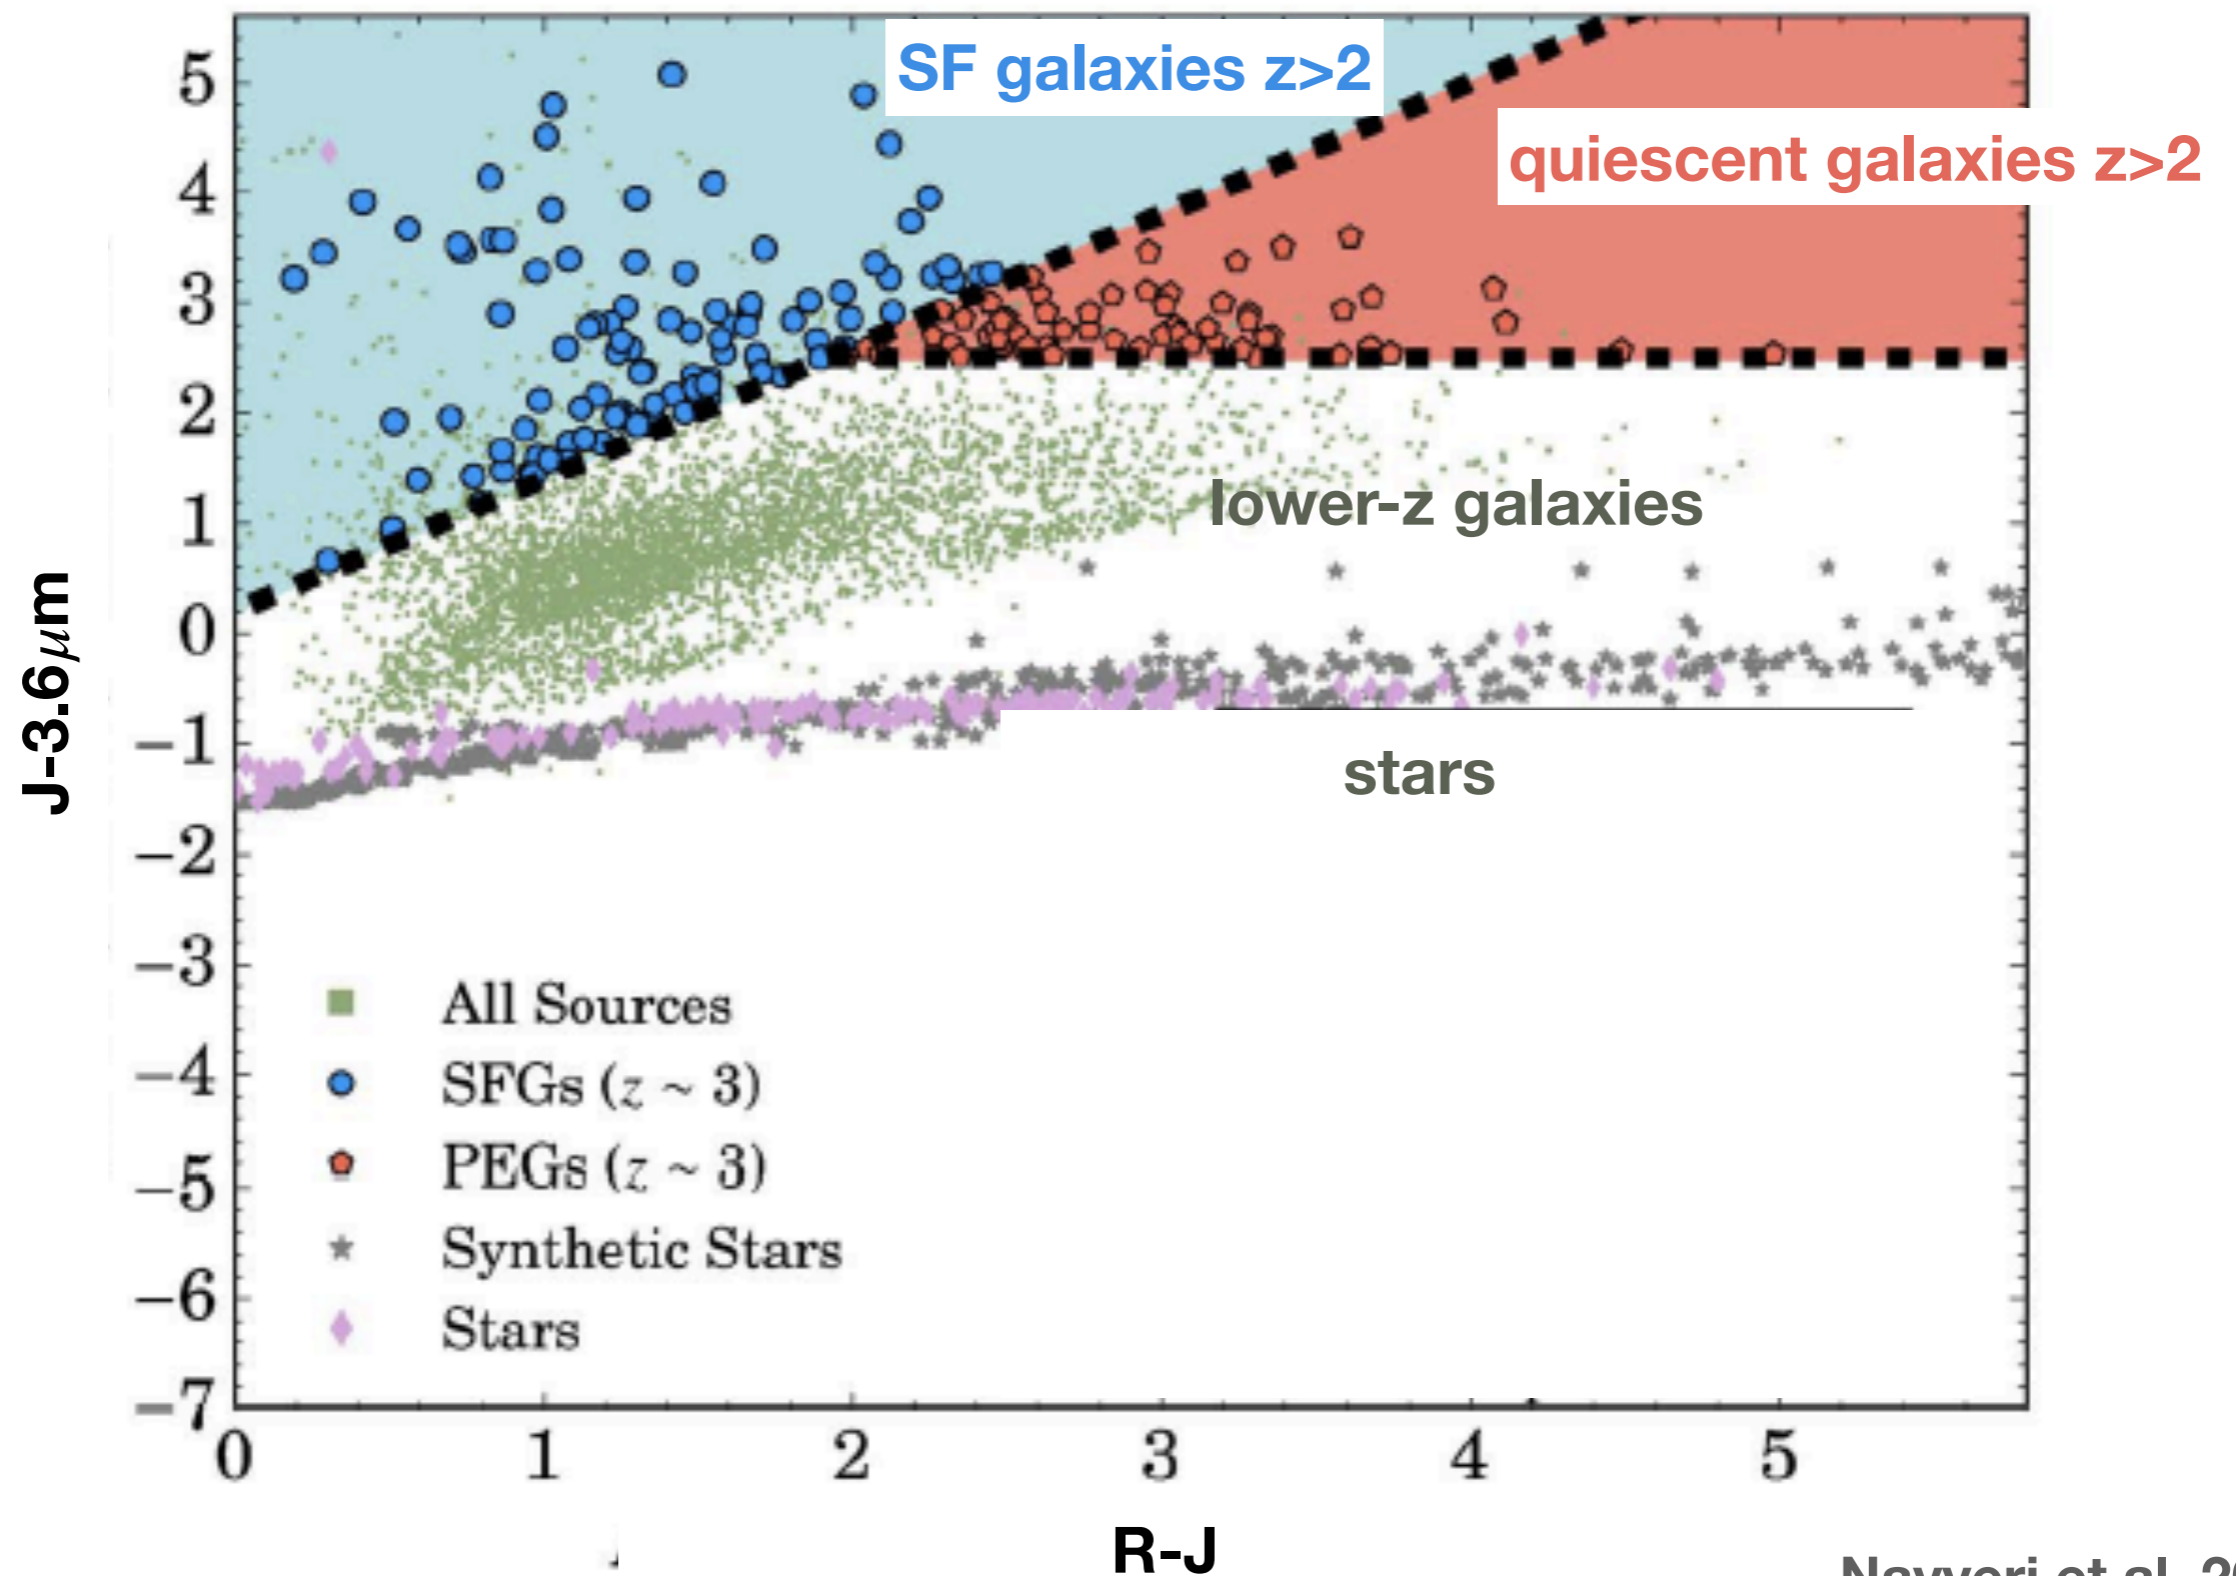 SF galaxies z>2
quiescent galaxies z>2
lower-z galaxies
stars
5
4
3
2
1
0
−1
−2
−3
−4
−5
−6
−7
J-3.6μm
All Sources
SFGs (z ~ 3)
PEGs (z ~ 3)
Synthetic Stars
Stars
0 1 2 3 4 5
R-J
et al.